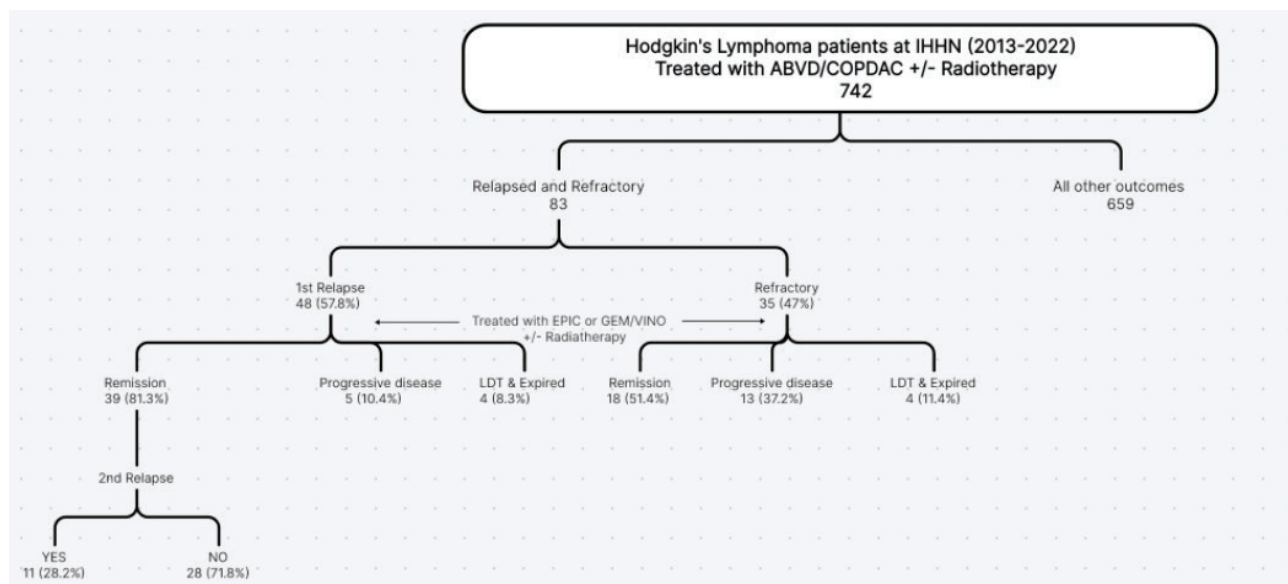 Hodgkin's Lymphoma patients at IHHN (2013-2022)
Treated with ABVD/COPDAC +/- Radiotherapy
742
Relapsed and Refractory
83
All other outcomes
659
1st Relapse
48 (57.8%)
Refractory
35 (47%)
Treated with EPIC or GEM/VINO
+/- Radiatherapy
Remission
39 (81.3%)
Progressive disease
5 (10.4%)
LDT & Expired
4 (8.3%)
Remission
18 (51.4%)
Progressive disease
13 (37.2%)
LDT & Expired
4 (11.4%)
2nd Relapse
YES
11 (28.2%)
NO
28 (71.8%)